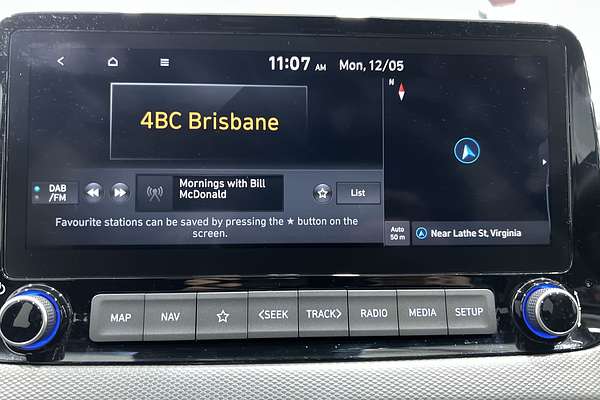 11:07 AM Mon, 12/05
N
4BC Brisbane
DAB
/FM
Mornings with Bill
McDonald
List
Favourite stations can be saved by pressing the ★ button on the
screen.
Auto
50 m
Near Lathe St, Virginia
MAP
NAV
<SEEK
TRACK>
RADIO
MEDIA
SETUP